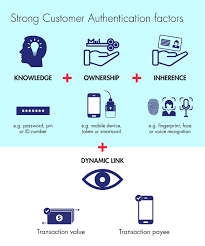 Strong Customer Authentication factors
KNOWLEDGE + OWNERSHIP + INHERENCE
e.g. password, pin
or ID number
e.g. mobile device,
token or smartcard
e.g. fingerprint, face
or voice recognition
+
DYNAMIC LINK
Transaction value
Transaction payee